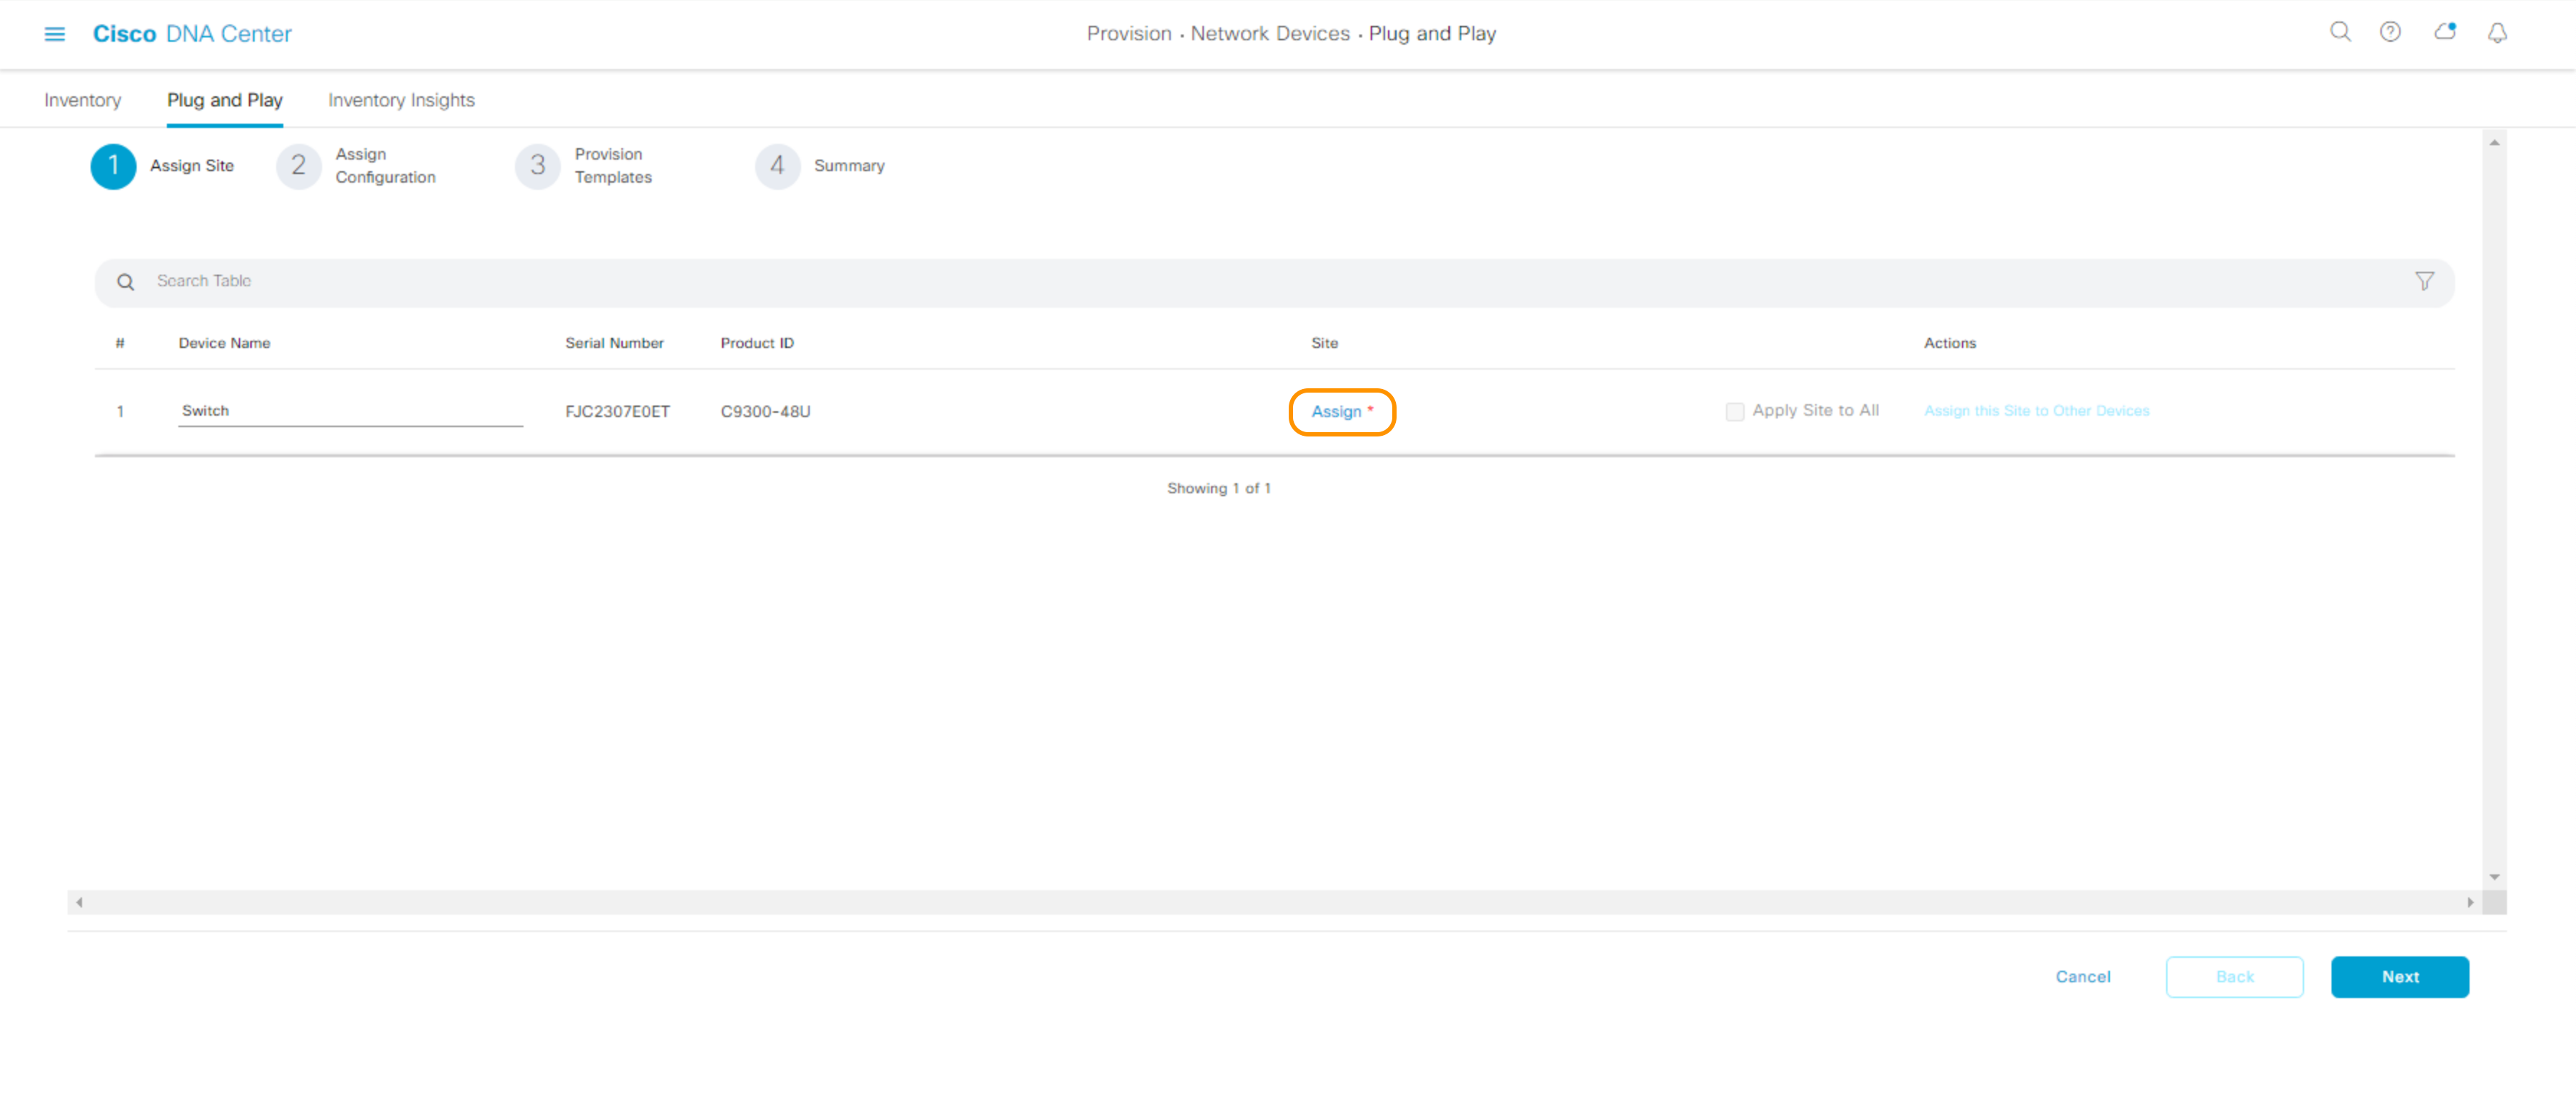 Cisco DNA Center
Provision · Network Devices · Plug and Play
Inventory
Plug and Play
Inventory Insights
1 Assign Site
2 Assign Configuration
3 Provision Templates
4 Summary
Search Table
# Device Name Serial Number Product ID Site Actions
1 Switch FJC2307E0ET C9300-48U Assign * Apply Site to All Assign this Site to Other Devices
Showing 1 of 1
Cancel Back Next